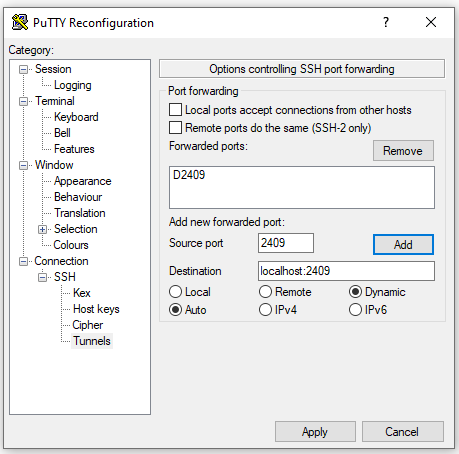 PuTTY Reconfiguration
?
Category:
Session
Logging
Terminal
Keyboard
Bell
Features
Window
Appearance
Behaviour
Translation
Selection
Colours
Connection
SSH
Kex
Host keys
Cipher
Tunnels
Options controlling SSH port forwarding
Port forwarding
Local ports accept connections from other hosts
Remote ports do the same (SSH-2 only)
Forwarded ports:
Remove
D2409
Add new forwarded port:
Source port 2409 Add
Destination localhost:2409
Local Remote Dynamic
Auto IPv4 IPv6
Apply Cancel